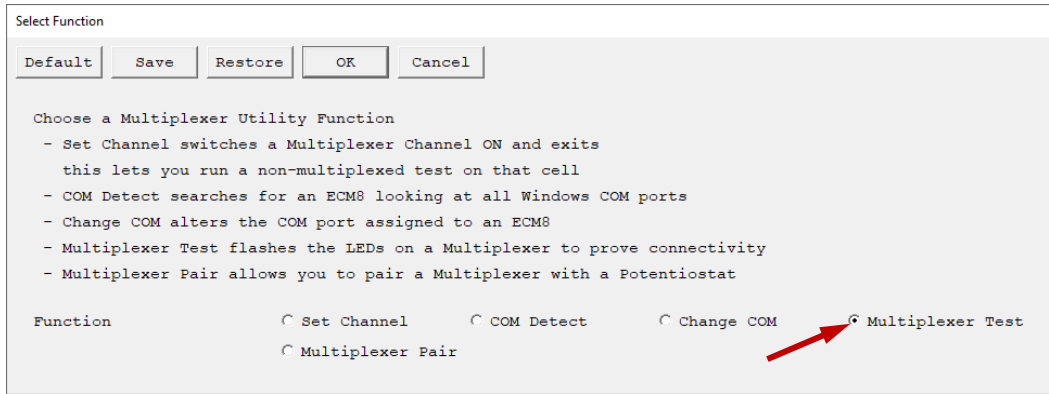 Select Function
Default Save Restore OK Cancel
Choose a Multiplexer Utility Function
- Set Channel switches a Multiplexer Channel ON and exits
this lets you run a non-multiplexed test on that cell
- COM Detect searches for an ECM8 looking at all Windows COM ports
- Change COM alters the COM port assigned to an ECM8
- Multiplexer Test flashes the LEDs on a Multiplexer to prove connectivity
- Multiplexer Pair allows you to pair a Multiplexer with a Potentiostat
Function Set Channel COM Detect Change COM Multiplexer Test
Multiplexer Pair